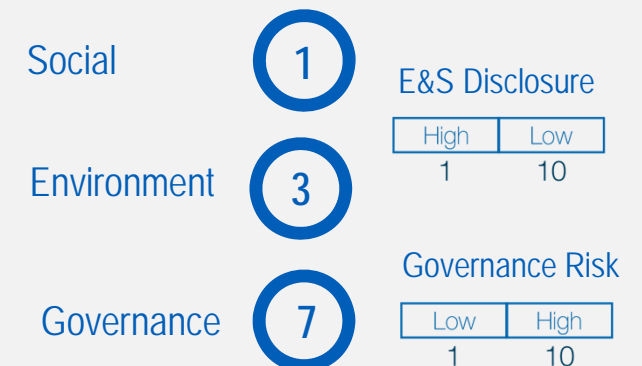 Social 1
E&S Disclosure
High Low
1 10
Environment 3
Governance Risk
Governance 7
Low High
1 10